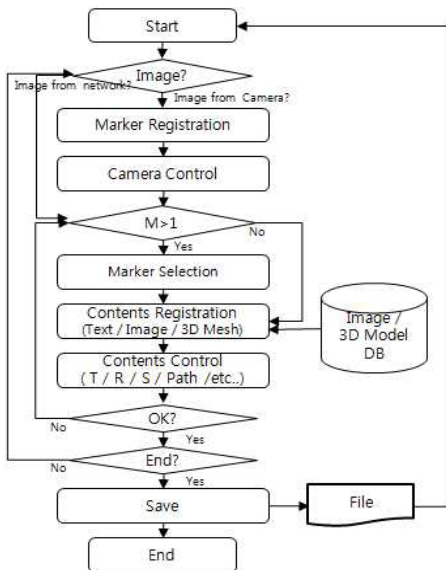 Start
Image?
Image from network?
Image from Camera?
Marker Registration
Camera Control
M>1
No
Yes
Marker Selection
Contents Registration
(Text / Image / 3D Mesh)
Image /
3D Model
DB
Contents Control
( T / R / S / Path /etc..)
OK?
No
Yes
End?
No
Yes
Save
File
End